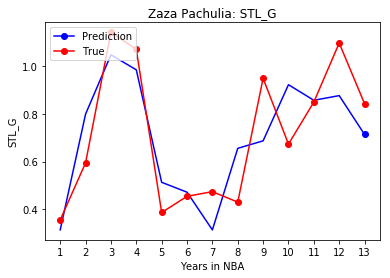 Zaza Pachulia: STL_G
Prediction
True
1.0
0.8
0.6
0.4
STL_G
1 2 3 4 5 6 7 8 9 10 11 12 13
Years in NBA